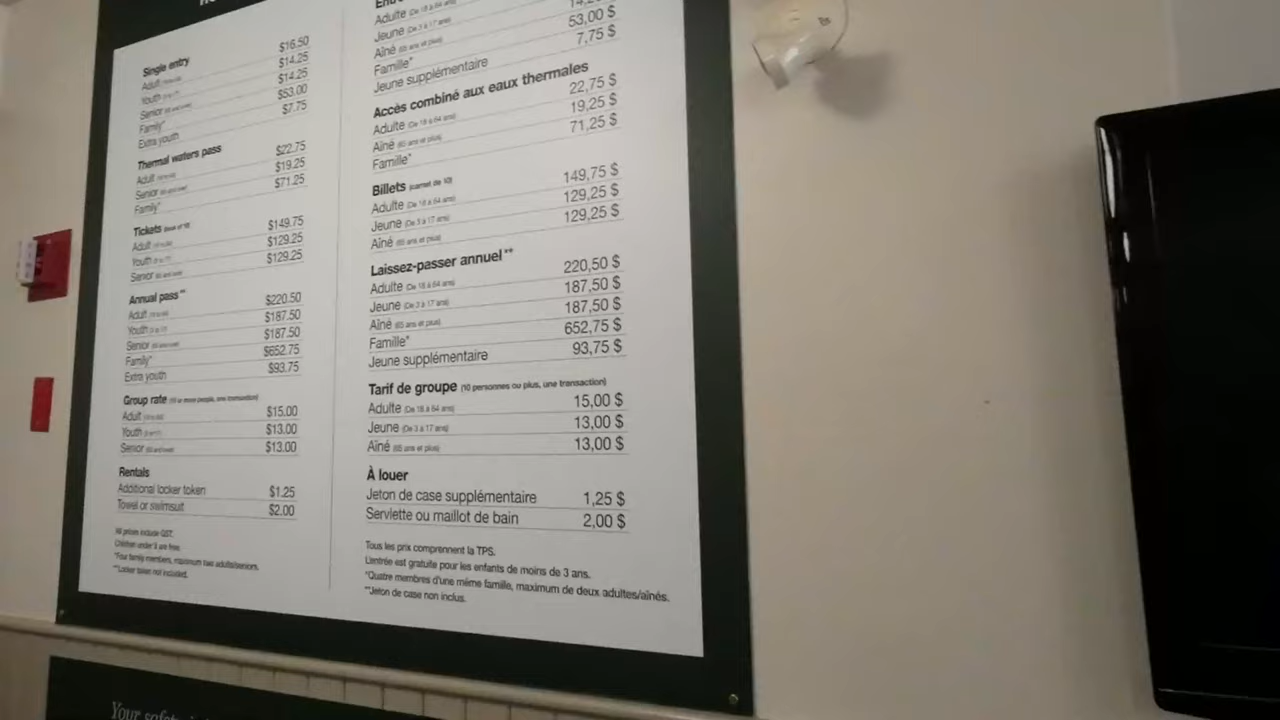 Single entry
Adult $16.50
Youth $14.25
Senior $14.25
Family* $53.00
Extra youth $7.75
Thermal waters pass
Adult $22.75
Senior $19.25
Family* $71.25
Tickets (book of 10)
Adult $149.75
Youth $129.25
Senior $129.25
Annual pass**
Adult $220.50
Youth $187.50
Senior $187.50
Family* $652.75
Extra youth $93.75
Group rate (10 or more people, one transaction)
Adult $15.00
Youth $13.00
Senior $13.00
Rentals
Additional locker token $1.25
Towel or swimsuit $2.00
All prices include GST.
Children under 3 are free.
*Four family members, maximum two adults/seniors.
**Locker token not included.
Adulte (De 18 à 64 ans)
Jeune (De 3 à 17 ans)
Aîné (65 ans et plus)
Famille* 53,00 $
Jeune supplémentaire 7,75 $
Accès combiné aux eaux thermales
Adulte (De 18 à 64 ans) 22,75 $
Aîné (65 ans et plus) 19,25 $
Famille* 71,25 $
Billets (carnet de 10)
Adulte (De 18 à 64 ans) 149,75 $
Jeune (De 3 à 17 ans) 129,25 $
Aîné (65 ans et plus) 129,25 $
Laissez-passer annuel**
Adulte (De 18 à 64 ans) 220,50 $
Jeune (De 3 à 17 ans) 187,50 $
Aîné (65 ans et plus) 187,50 $
Famille* 652,75 $
Jeune supplémentaire 93,75 $
Tarif de groupe (10 personnes ou plus, une transaction)
Adulte (De 18 à 64 ans) 15,00 $
Jeune (De 3 à 17 ans) 13,00 $
Aîné (65 ans et plus) 13,00 $
À louer
Jeton de case supplémentaire 1,25 $
Serviette ou maillot de bain 2,00 $
Tous les prix comprennent la TPS.
L'entrée est gratuite pour les enfants de moins de 3 ans.
*Quatre membres d'une même famille, maximum de deux adultes/aînés.
**Jeton de case non inclus.
Your